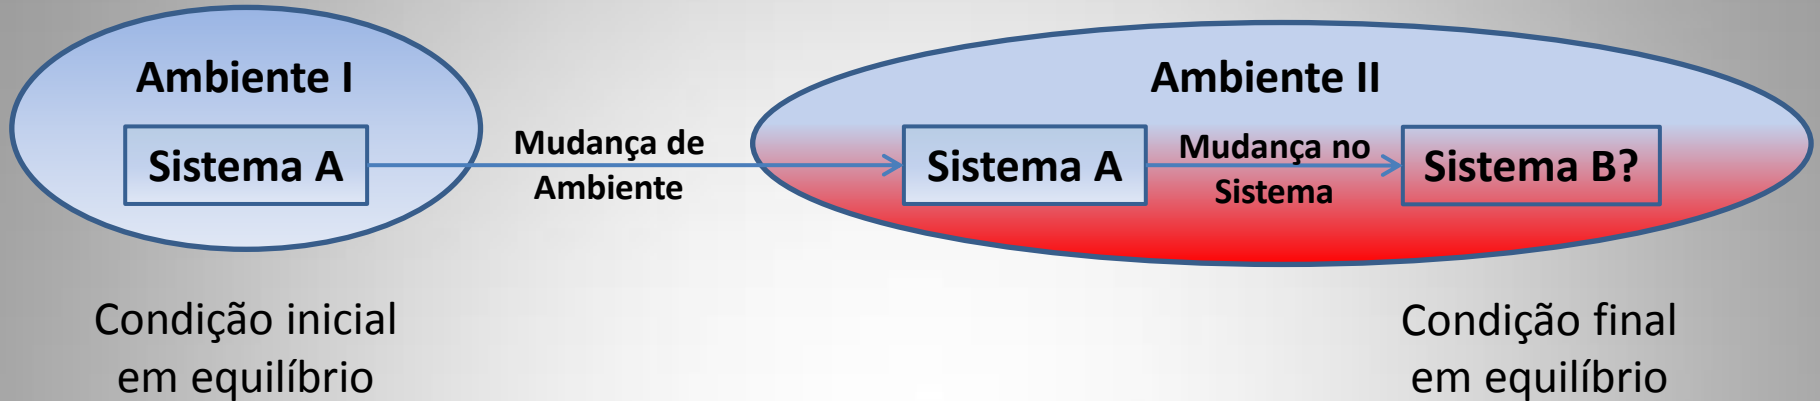 Ambiente I
Sistema A
Mudança de
Ambiente
Ambiente II
Sistema A
Mudança no
Sistema
Sistema B?
Condição inicial
em equilíbrio
Condição final
em equilíbrio